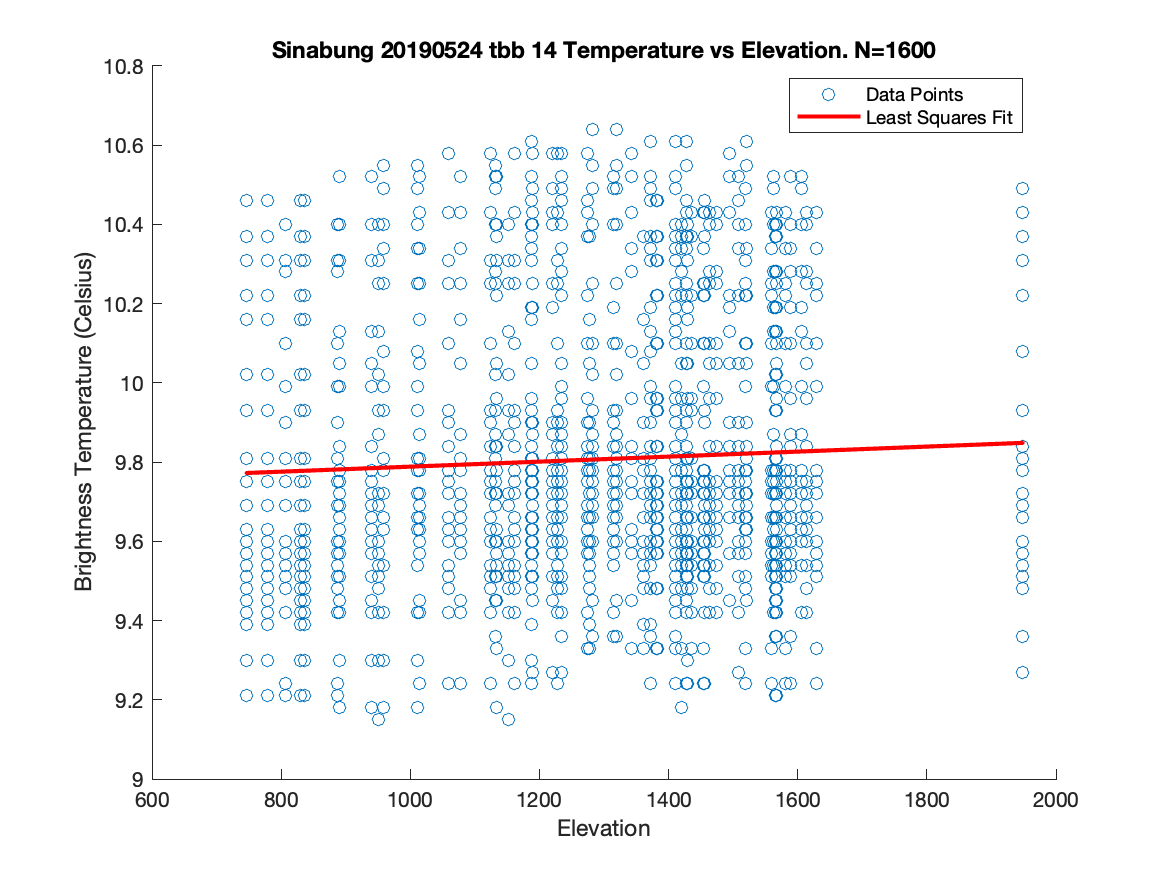 Sinabung 20190524 tbb 14 Temperature vs Elevation. N=1600
Data Points
Least Squares Fit
10.8
10.6
10.4
10.2
10
9.8
9.6
9.4
9.2
9
Brightness Temperature (Celsius)
600 800 1000 1200 1400 1600 1800 2000
Elevation